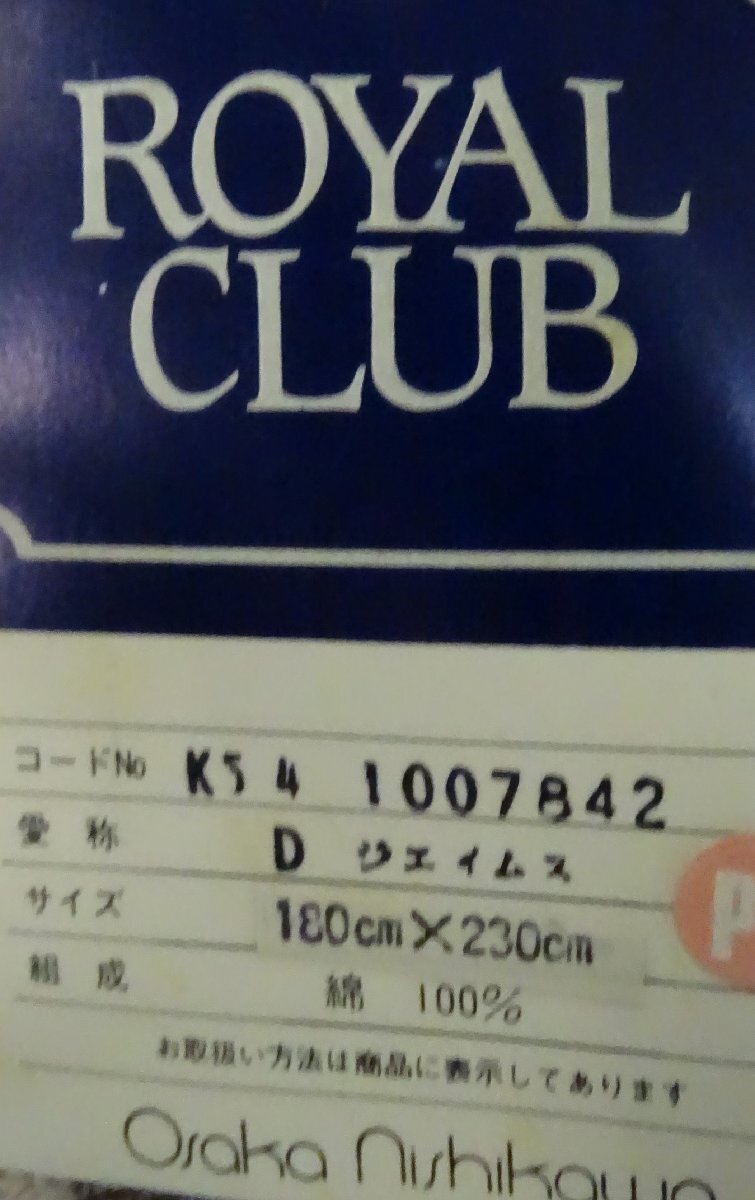 ROYAL
CLUB
コードNo K54 1007842
愛称 D ジェイムス
サイズ 180cm×230cm
P
組成 綿 100%
お取扱い方法は商品に表示してあります
Osaka Nishikawa